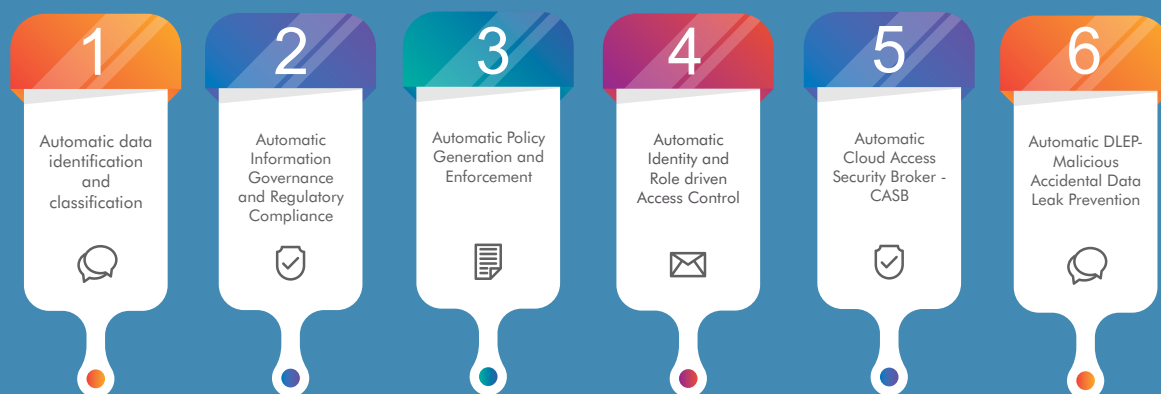 1
Automatic data
identification
and
classification
2
Automatic
Information
Governance
and Regulatory
Compliance
3
Automatic Policy
Generation and
Enforcement
4
Automatic
Identity and
Role driven
Access Control
5
Automatic
Cloud Access
Security Broker -
CASB
6
Automatic DLEP-
Malicious
Accidental Data
Leak Prevention